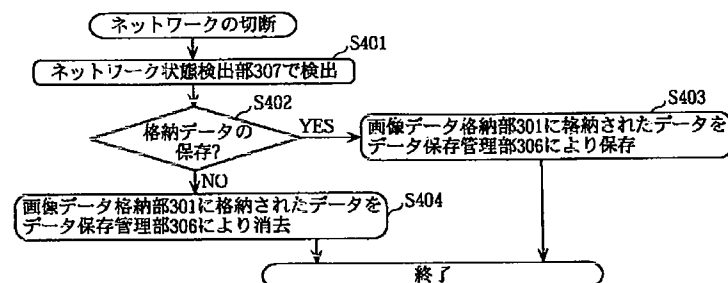 ネットワークの切断
S401
ネットワーク状態検出部307で検出
S402
格納データの
保存?
YES
S403
画像データ格納部301に格納されたデータを
データ保存管理部306により保存
NO
S404
画像データ格納部301に格納されたデータを
データ保存管理部306により消去
終了